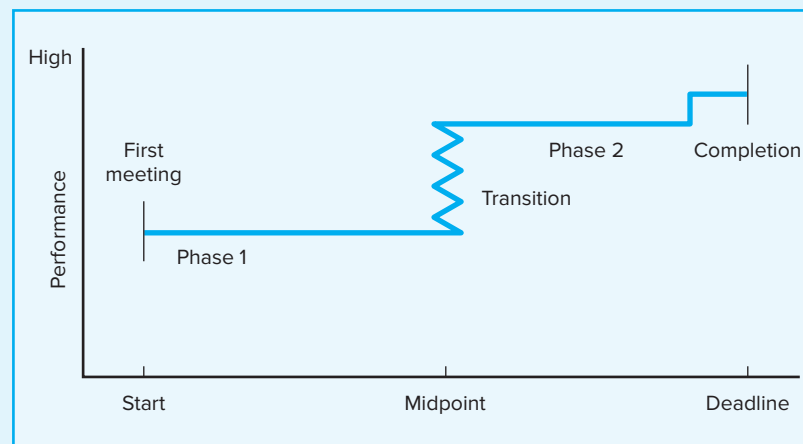 High
First
meeting
Phase 2
Completion
Transition
Performance
Phase 1
Start
Midpoint
Deadline